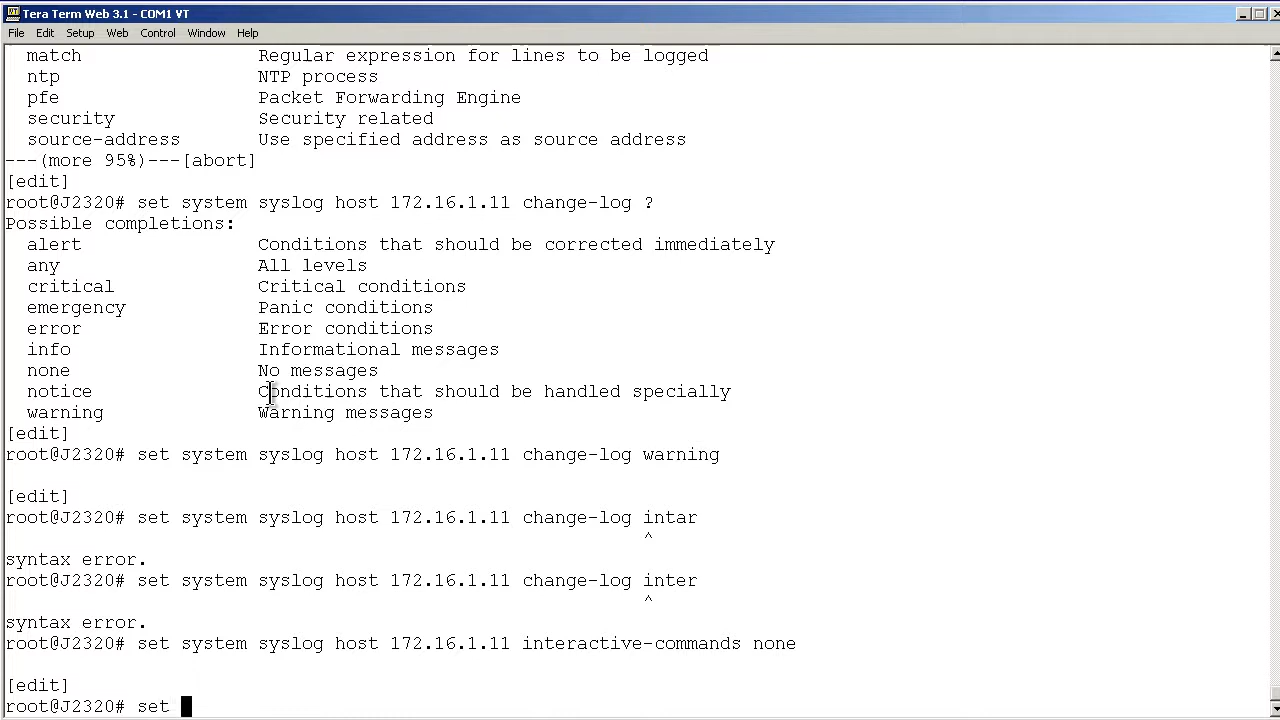 Tera Term Web 3.1 - COM1 VT
File Edit Setup Web Control Window Help
match Regular expression for lines to be logged
ntp NTP process
pfe Packet Forwarding Engine
security Security related
source-address Use specified address as source address
---(more 95%)---[abort]
[edit]
root@J2320# set system syslog host 172.16.1.11 change-log ?
Possible completions:
alert Conditions that should be corrected immediately
any All levels
critical Critical conditions
emergency Panic conditions
error Error conditions
info Informational messages
none No messages
notice Conditions that should be handled specially
warning Warning messages
[edit]
root@J2320# set system syslog host 172.16.1.11 change-log warning
[edit]
root@J2320# set system syslog host 172.16.1.11 change-log intar
^
syntax error.
root@J2320# set system syslog host 172.16.1.11 change-log inter
^
syntax error.
root@J2320# set system syslog host 172.16.1.11 interactive-commands none
[edit]
root@J2320# set